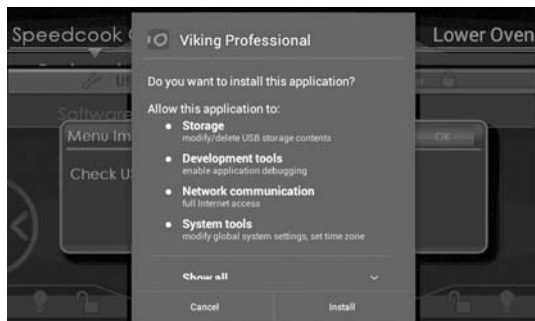 Speedcook
Lower Oven
Viking Professional
Do you want to install this application?
Software
Allow this application to:
Storage
modify/delete USB storage contents
Menu Im
OK
Development tools
enable application debugging
Check U
Network communication
full Internet access
System tools
modify global system settings, set time zone
Show all
Cancel
Install